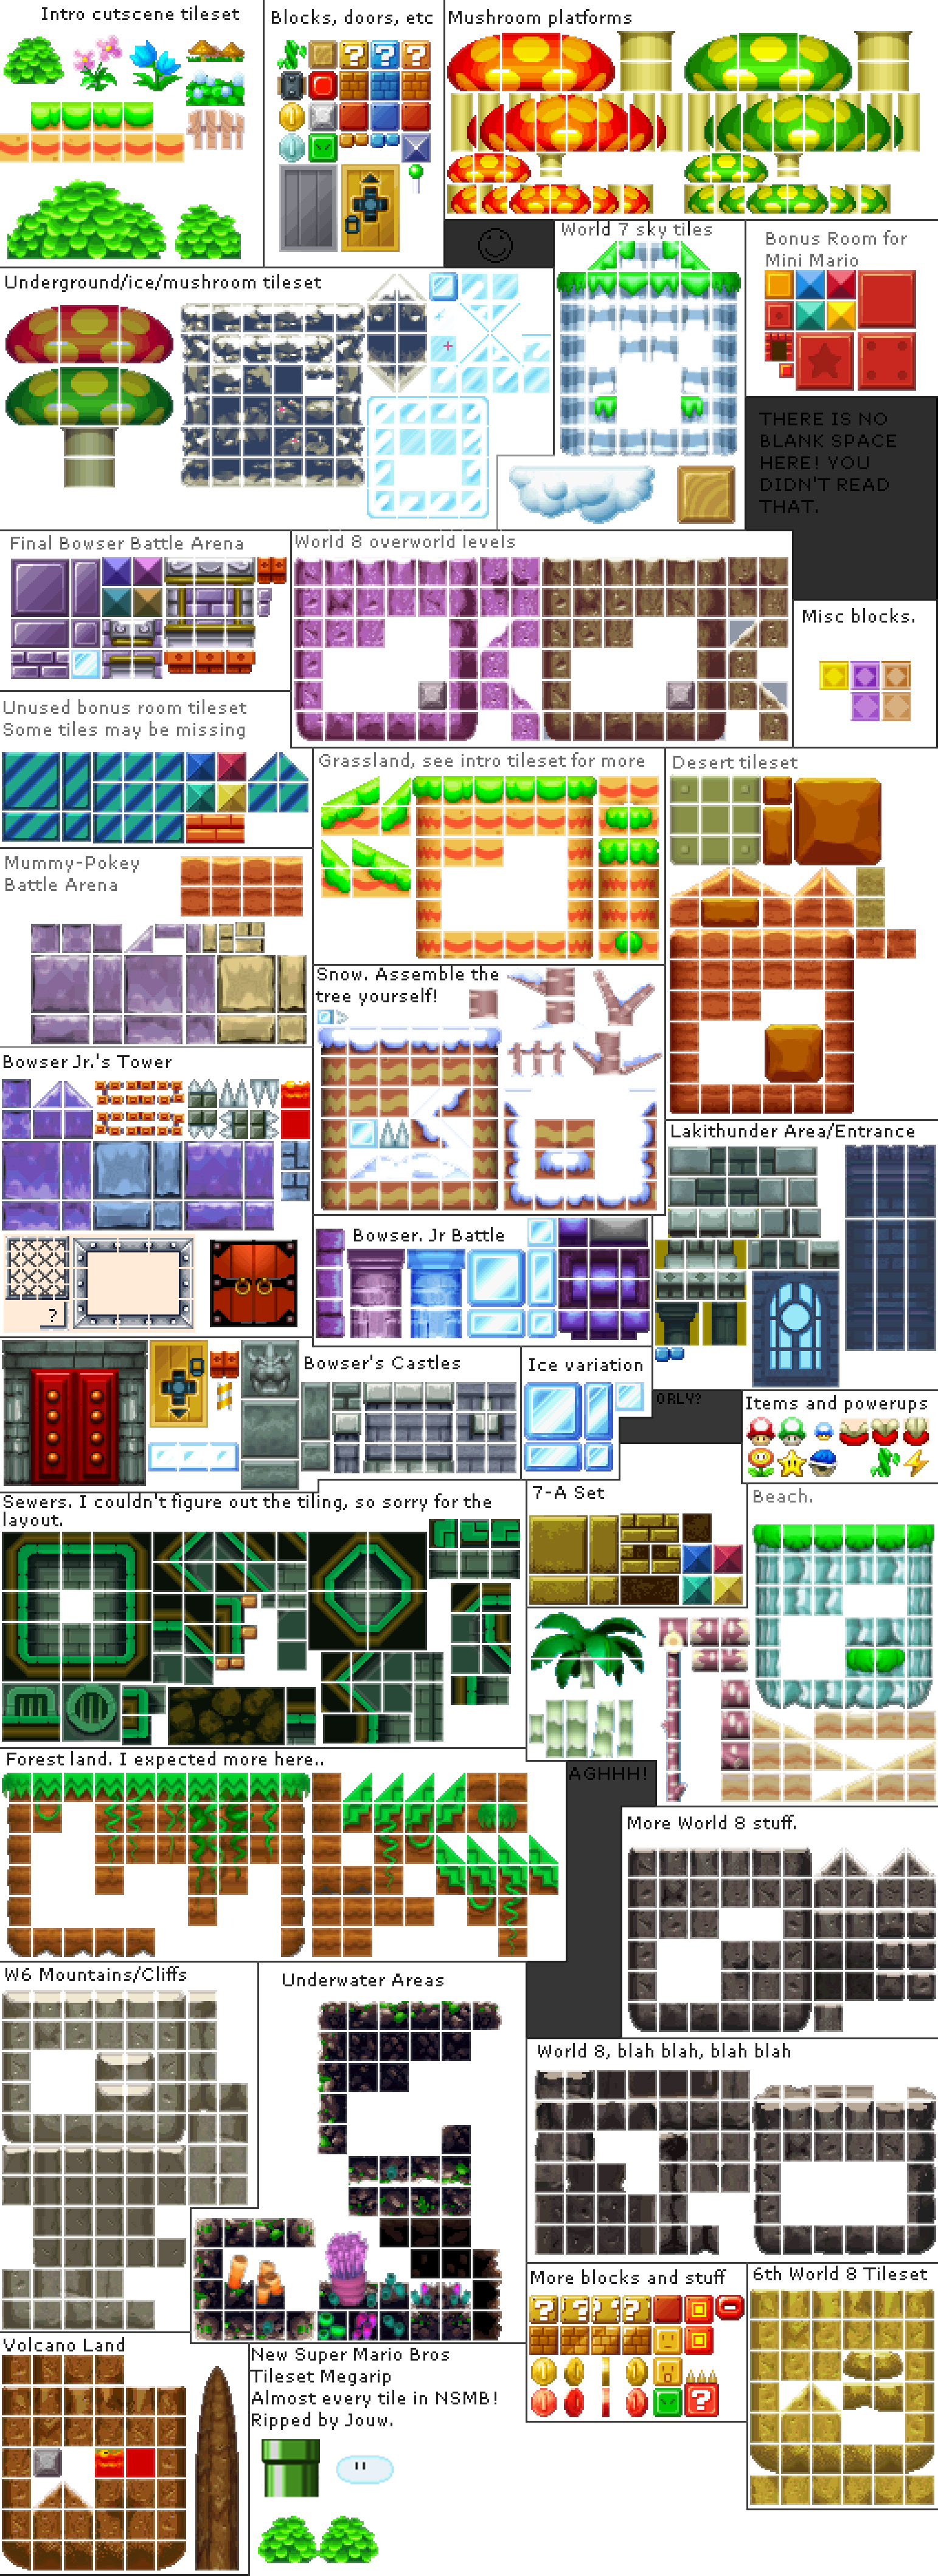 Intro cutscene tileset
Blocks, doors, etc
Mushroom platforms
World 7 sky tiles
Bonus Room for
Mini Mario
Underground/ice/mushroom tileset
THERE IS NO
BLANK SPACE
HERE! YOU
DIDN'T READ
THAT.
Final Bowser Battle Arena
World 8 overworld levels
Misc blocks.
Unused bonus room tileset
Some tiles may be missing
Grassland, see intro tileset for more
Desert tileset
Mummy-Pokey
Battle Arena
Snow. Assemble the
tree yourself!
Bowser Jr.'s Tower
Lakithunder Area/Entrance
Bowser. Jr Battle
?
Bowser's Castles
Ice variation
ORLY?
Items and powerups
Sewers. I couldn't figure out the tiling, so sorry for the
layout.
7-A Set
Beach.
Forest land. I expected more here..
AGHHH!
More World 8 stuff.
W6 Mountains/Cliffs
Underwater Areas
World 8, blah blah, blah blah
More blocks and stuff
6th World 8 Tileset
Volcano Land
New Super Mario Bros
Tileset Megarip
Almost every tile in NSMB!
Ripped by Jouw.